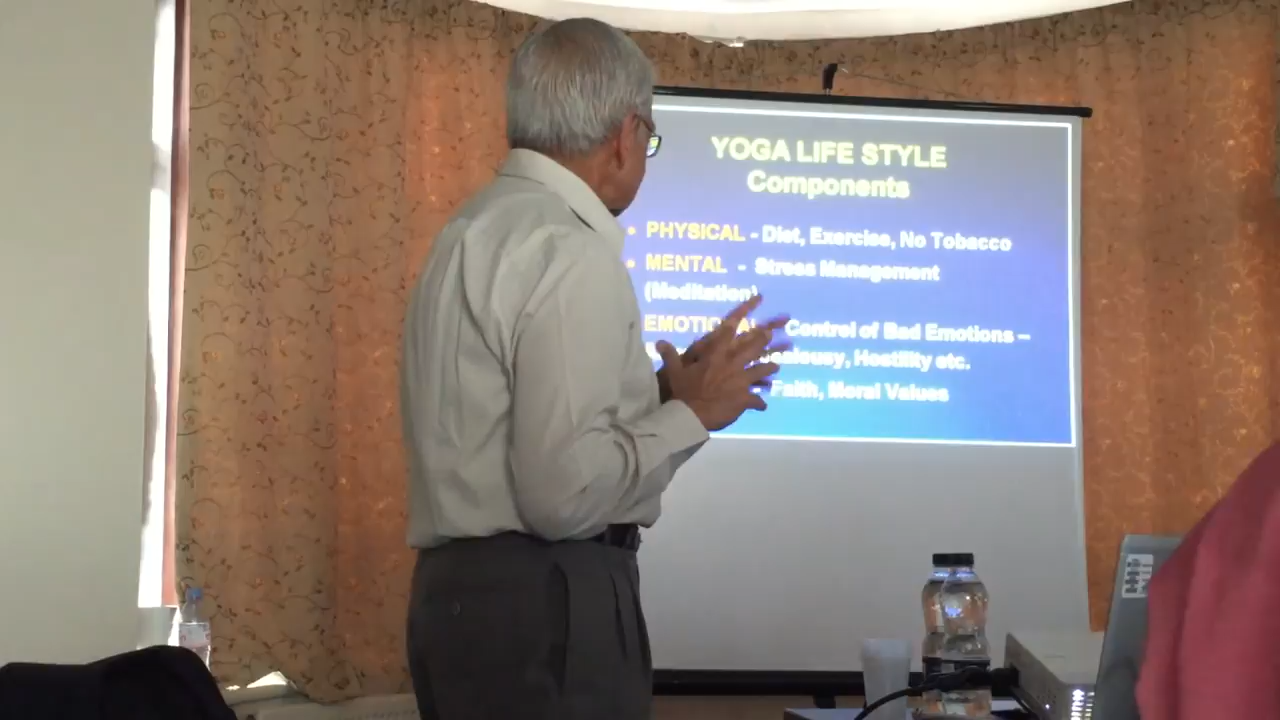 YOGA LIFE STYLE
Components
• PHYSICAL - Diet, Exercise, No Tobacco
• MENTAL - Stress Management
(Meditation)
EMOTIONAL - Control of Bad Emotions –
Jealousy, Hostility etc.
- Faith, Moral Values